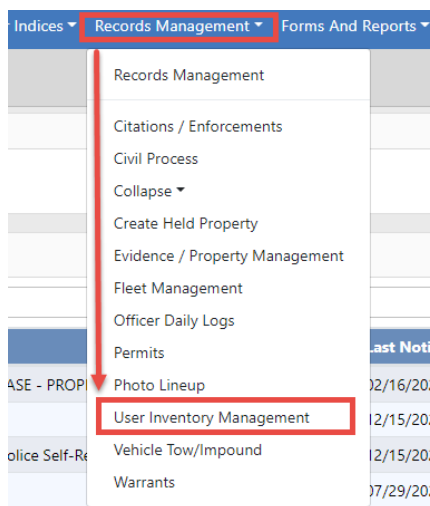 Indices Records Management Forms And Reports
Records Management
Citations / Enforcements
Civil Process
Collapse
Create Held Property
Evidence / Property Management
Fleet Management
Officer Daily Logs
Permits
Last Noti
ASE - PROP Photo Lineup 02/16/20
User Inventory Management 12/15/20
olice Self-Re Vehicle Tow/Impound 12/15/20
Warrants 07/29/20